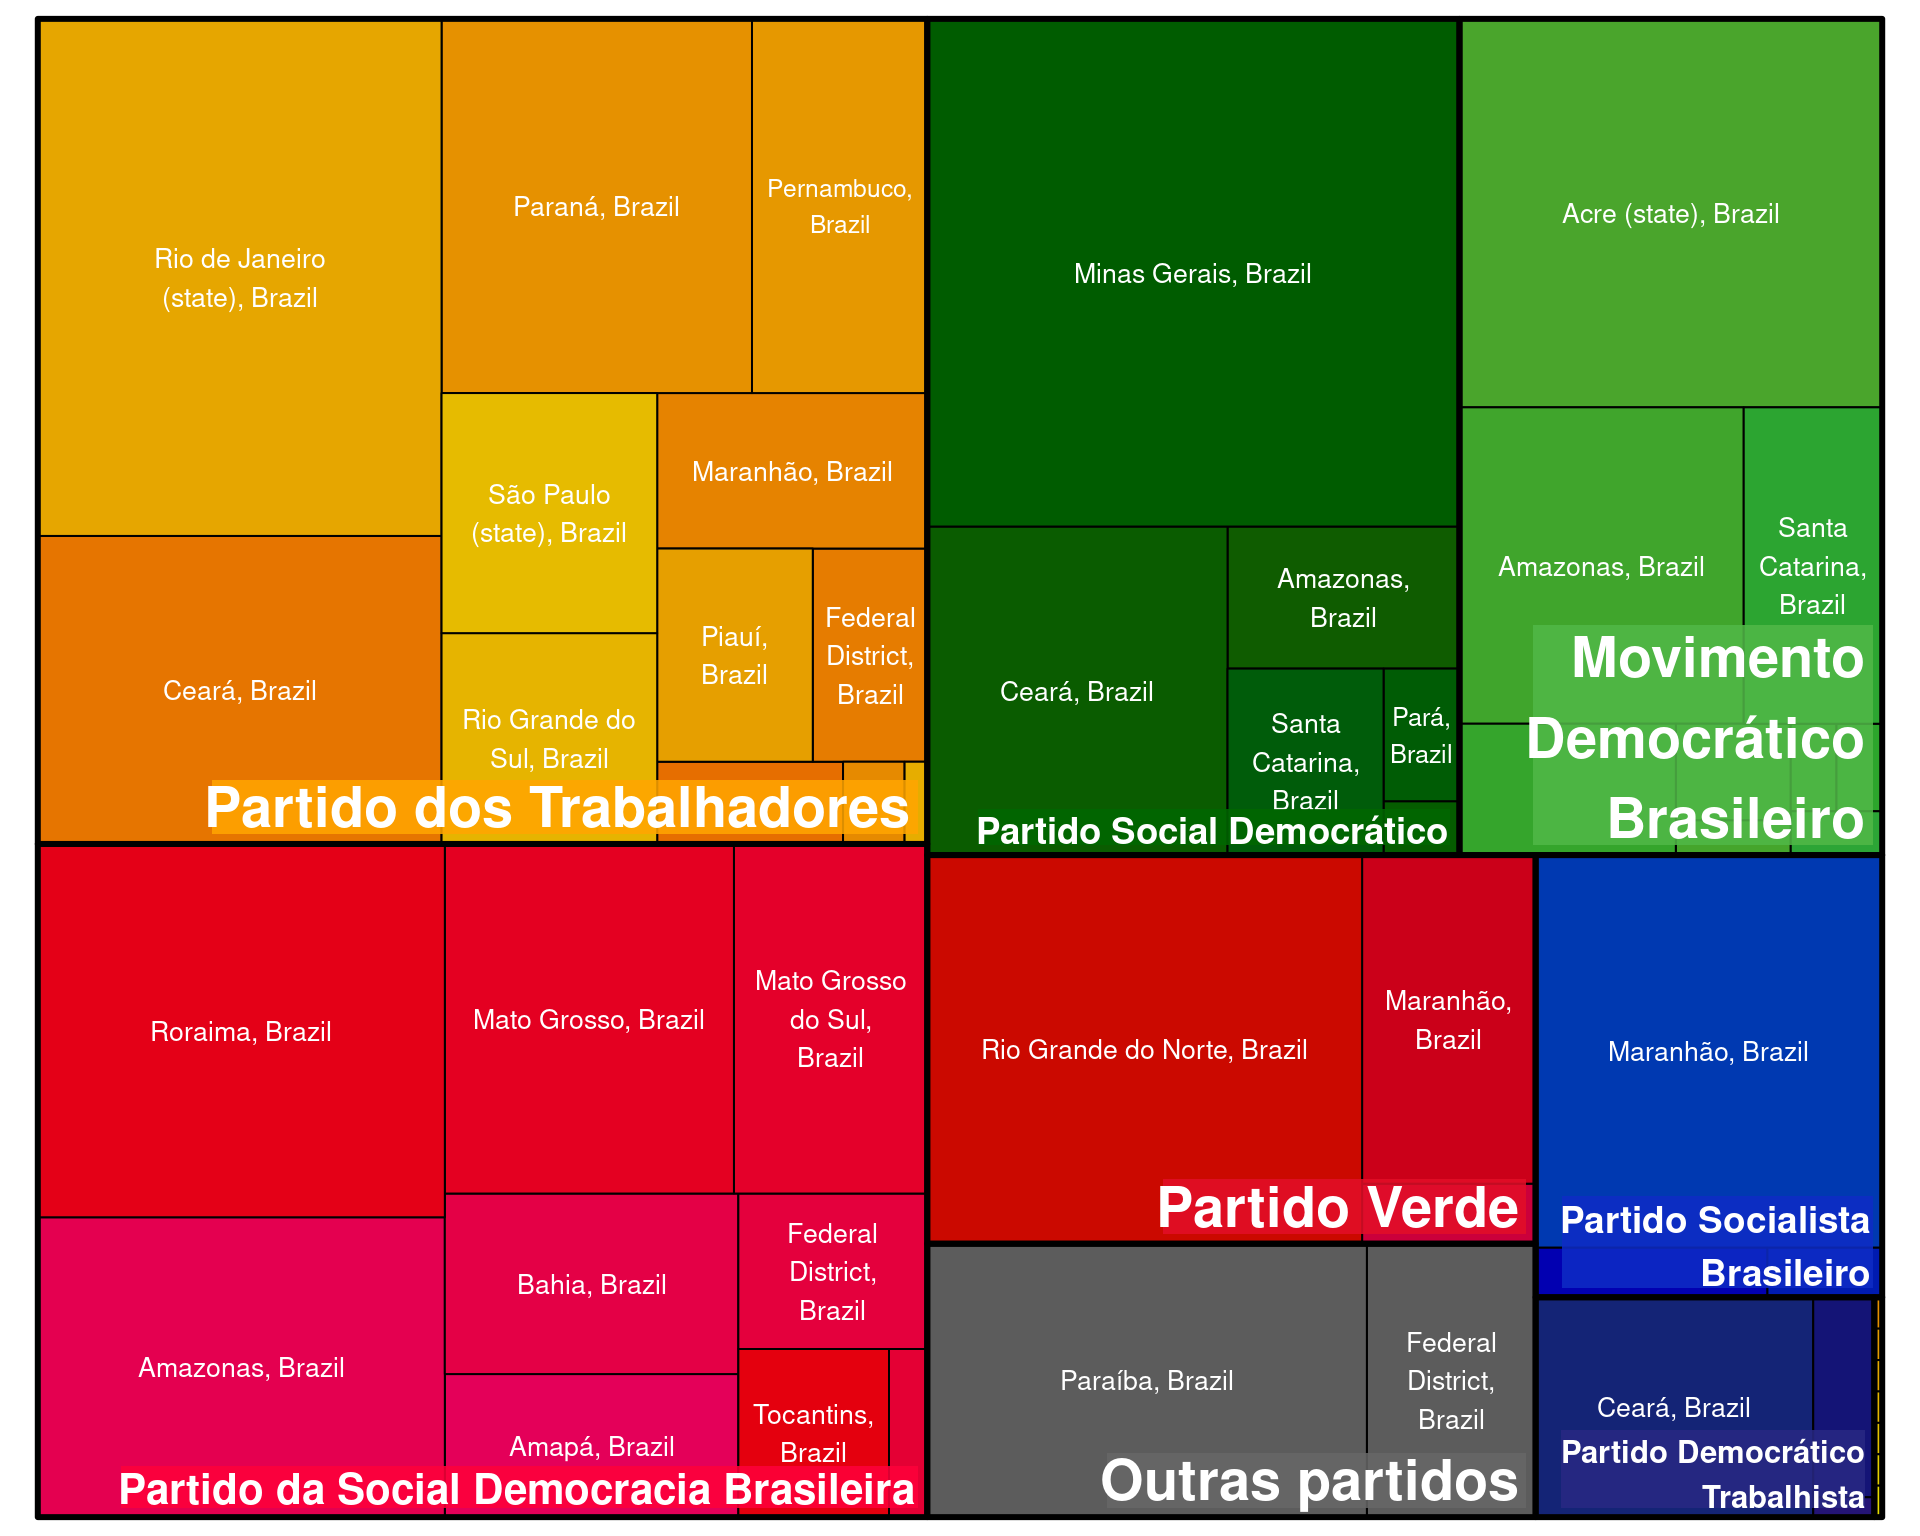 Rio de Janeiro
(state), Brazil
Paraná, Brazil
Pernambuco,
Brazil
São Paulo
(state), Brazil
Maranhão, Brazil
Ceará, Brazil
Rio Grande do
Sul, Brazil
Piauí,
Brazil
Federal
District,
Brazil
Partido dos Trabalhadores
Minas Gerais, Brazil
Ceará, Brazil
Amazonas,
Brazil
Santa
Catarina,
Brazil
Pará,
Brazil
Partido Social Democrático
Acre (state), Brazil
Amazonas, Brazil
Santa
Catarina,
Brazil
Movimento
Democrático
Brasileiro
Roraima, Brazil
Mato Grosso, Brazil
Mato Grosso
do Sul,
Brazil
Amazonas, Brazil
Bahia, Brazil
Federal
District,
Brazil
Amapá, Brazil
Tocantins,
Brazil
Partido da Social Democracia Brasileira
Rio Grande do Norte, Brazil
Maranhão,
Brazil
Partido Verde
Paraíba, Brazil
Federal
District,
Brazil
Outras partidos
Maranhão, Brazil
Partido Socialista
Brasileiro
Ceará, Brazil
Partido Democrático
Trabalhista